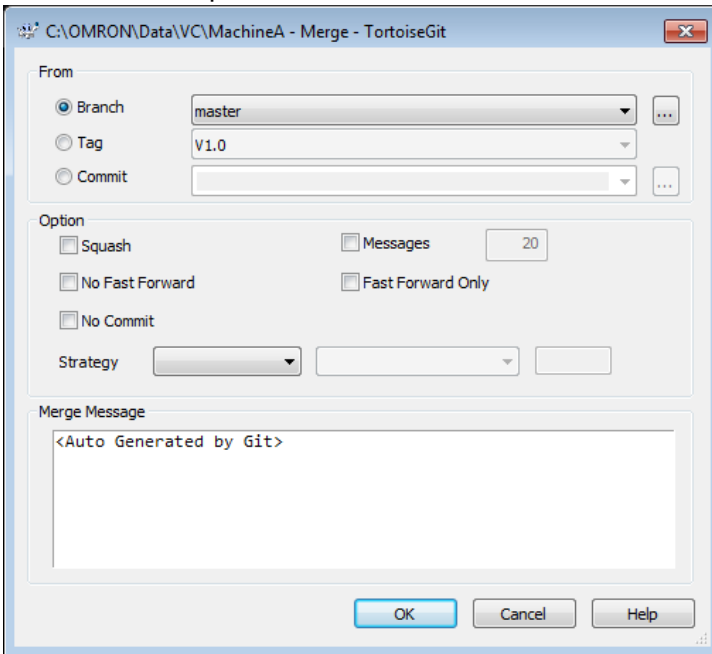 C:\OMRON\Data\VC\MachineA - Merge - TortoiseGit
From
Branch
master
...
Tag
V1.0
Commit
...
Option
Squash
Messages
20
No Fast Forward
Fast Forward Only
No Commit
Strategy
Merge Message
<Auto Generated by Git>
OK
Cancel
Help